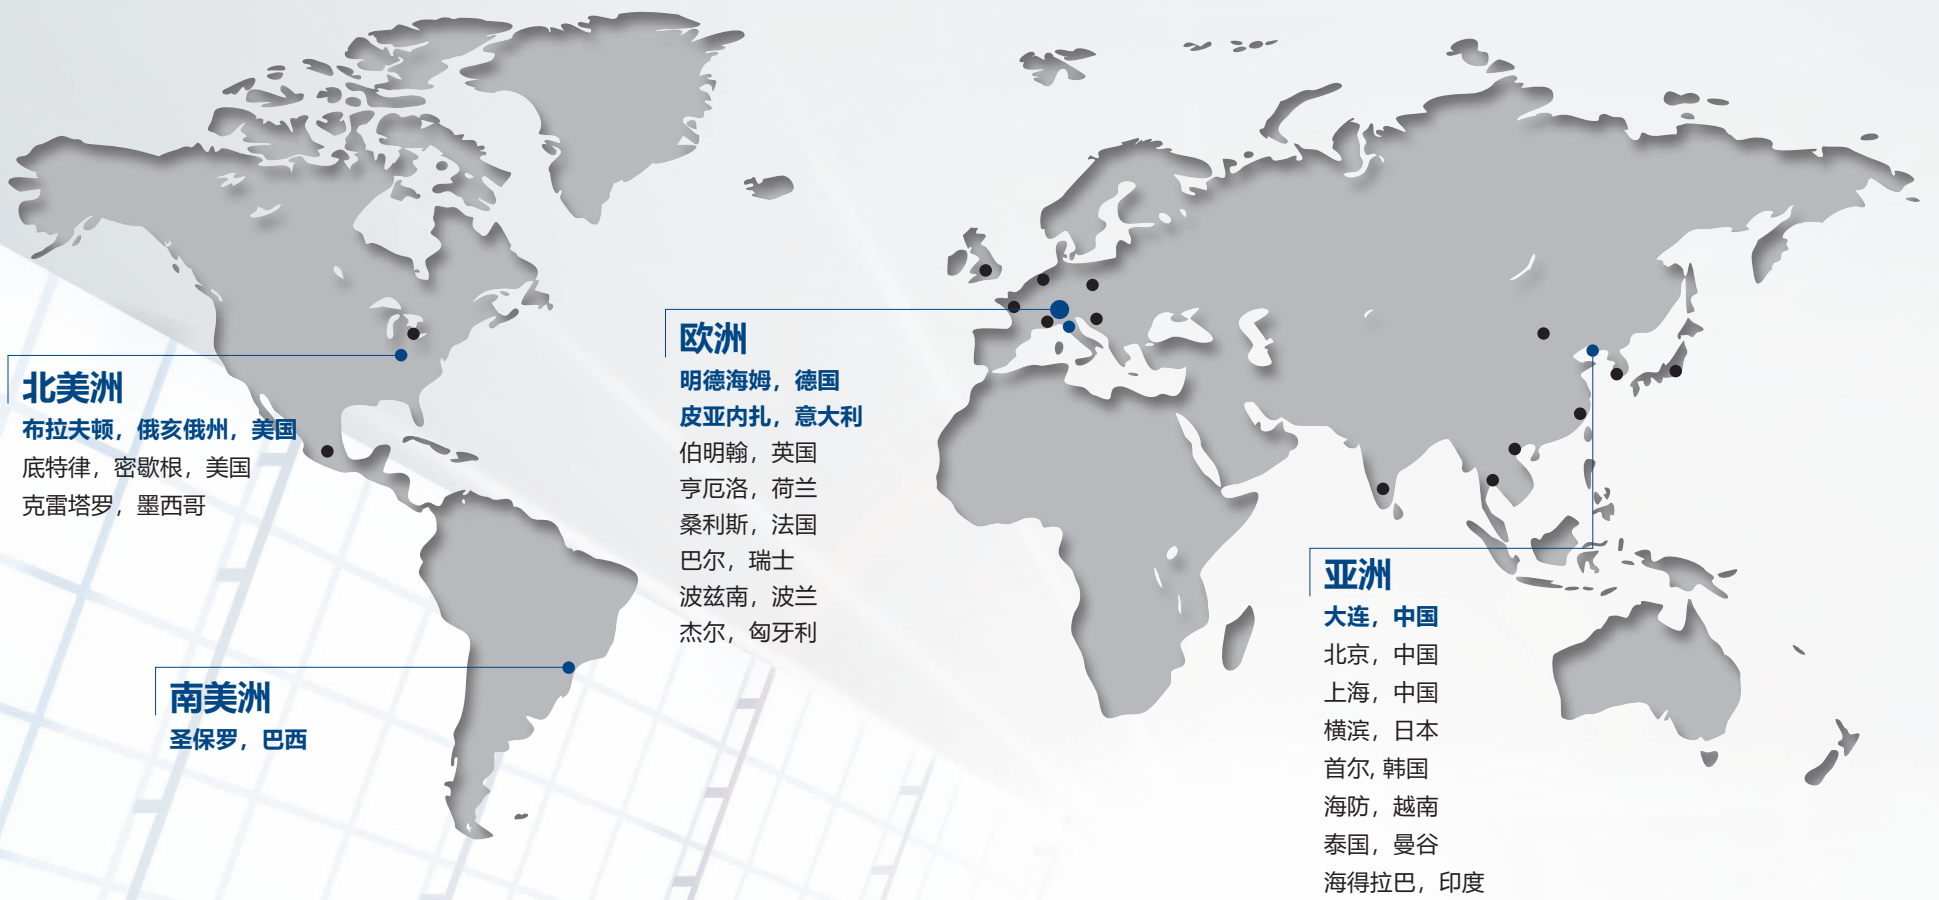 北美洲
布拉夫顿，俄亥俄州，美国
底特律，密歇根，美国
克雷塔罗，墨西哥
南美洲
圣保罗，巴西
欧洲
明德海姆，德国
皮亚内扎，意大利
伯明翰，英国
亨厄洛，荷兰
桑利斯，法国
巴尔，瑞士
波兹南，波兰
杰尔，匈牙利
亚洲
大连，中国
北京，中国
上海，中国
横滨，日本
首尔, 韩国
海防，越南
泰国，曼谷
海得拉巴，印度